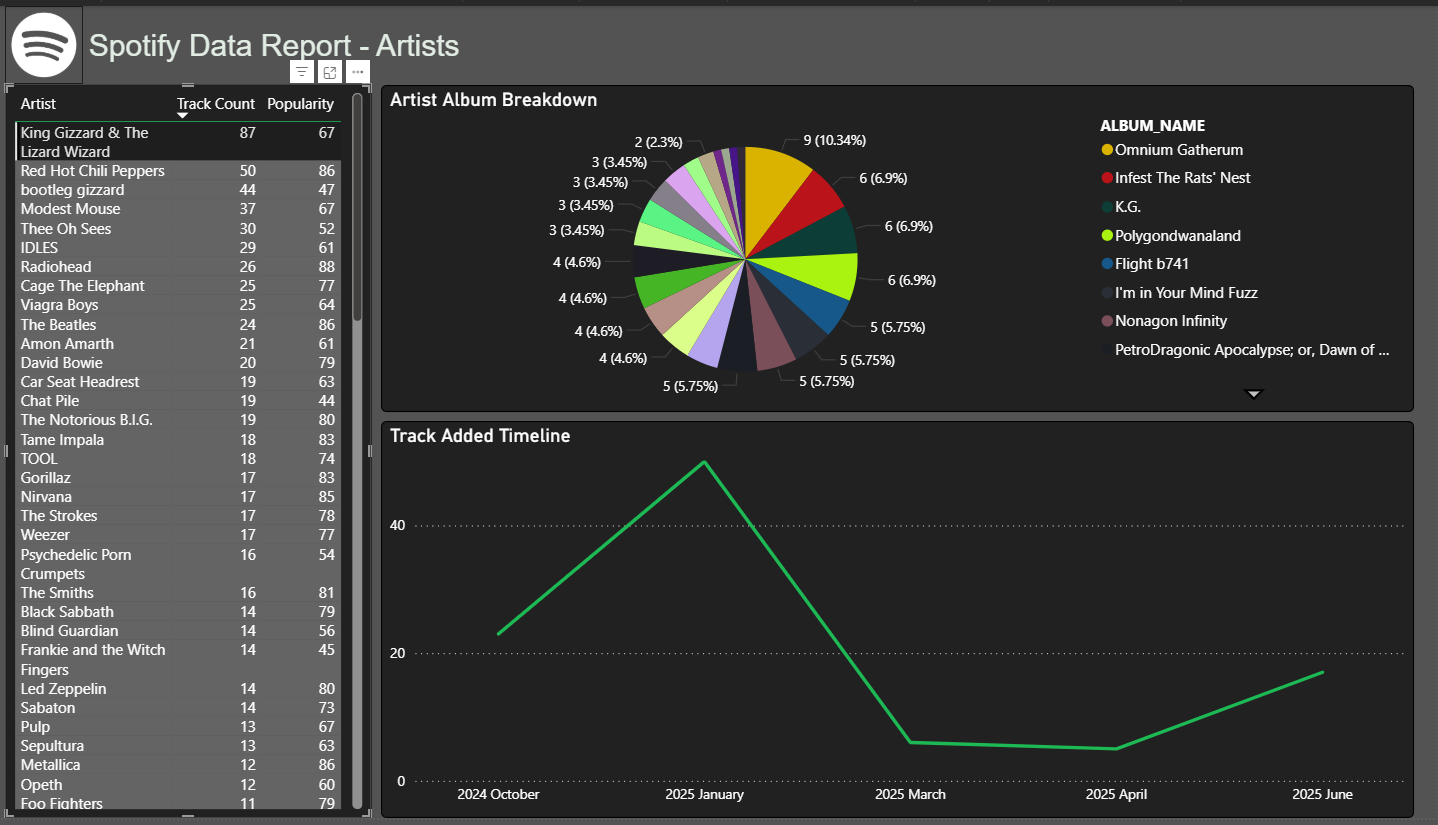 Spotify Data Report - Artists
Artist Track Count Popularity
King Gizzard & The 87 67
Lizard Wizard
Red Hot Chili Peppers 50 86
bootleg gizzard 44 47
Modest Mouse 37 67
Thee Oh Sees 30 52
IDLES 29 61
Radiohead 26 88
Cage The Elephant 25 77
Viagra Boys 25 64
The Beatles 24 86
Amon Amarth 21 61
David Bowie 20 79
Car Seat Headrest 19 63
Chat Pile 19 44
The Notorious B.I.G. 19 80
Tame Impala 18 83
TOOL 18 74
Gorillaz 17 83
Nirvana 17 85
The Strokes 17 78
Weezer 17 77
Psychedelic Porn 16 54
Crumpets
The Smiths 16 81
Black Sabbath 14 79
Blind Guardian 14 56
Frankie and the Witch 14 45
Fingers
Led Zeppelin 14 80
Sabaton 14 73
Pulp 13 67
Sepultura 13 63
Metallica 12 86
Opeth 12 60
Foo Fighters 11 79
Artist Album Breakdown
9 (10.34%)
6 (6.9%)
6 (6.9%)
6 (6.9%)
5 (5.75%)
5 (5.75%)
5 (5.75%)
5 (5.75%)
4 (4.6%)
4 (4.6%)
4 (4.6%)
4 (4.6%)
3 (3.45%)
3 (3.45%)
3 (3.45%)
3 (3.45%)
2 (2.3%)
ALBUM_NAME
Omnium Gatherum
Infest The Rats' Nest
K.G.
Polygondwanaland
Flight b741
I'm in Your Mind Fuzz
Nonagon Infinity
PetroDragonic Apocalypse; or, Dawn of ...
Track Added Timeline
40
20
0
2024 October 2025 January 2025 March 2025 April 2025 June